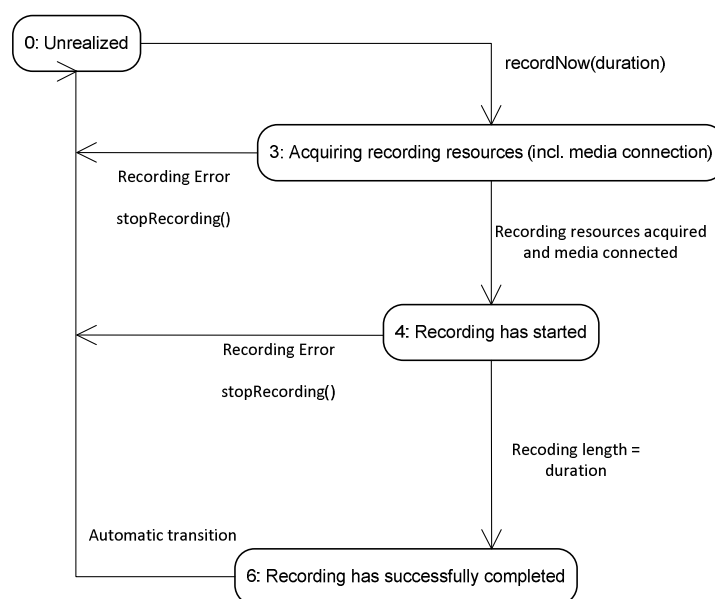 0: Unrealized
recordNow(duration)
3: Acquiring recording resources (incl. media connection)
Recording Error
stopRecording()
Recording resources acquired
and media connected
4: Recording has started
Recording Error
stopRecording()
Recoding length =
duration
Automatic transition
6: Recording has successfully completed